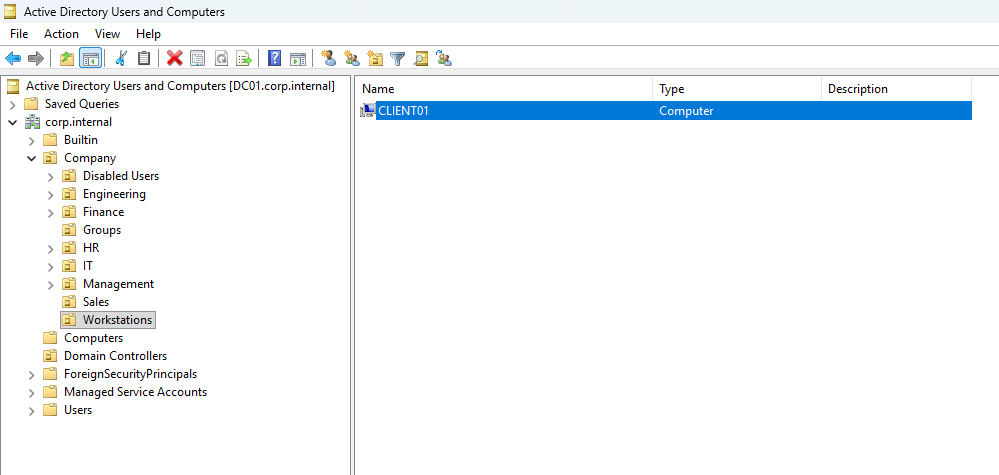 Active Directory Users and Computers
File Action View Help
Active Directory Users and Computers [DC01.corp.internal]
Saved Queries
corp.internal
Builtin
Company
Disabled Users
Engineering
Finance
Groups
HR
IT
Management
Sales
Workstations
Computers
Domain Controllers
ForeignSecurityPrincipals
Managed Service Accounts
Users
Name Type Description
CLIENT01 Computer